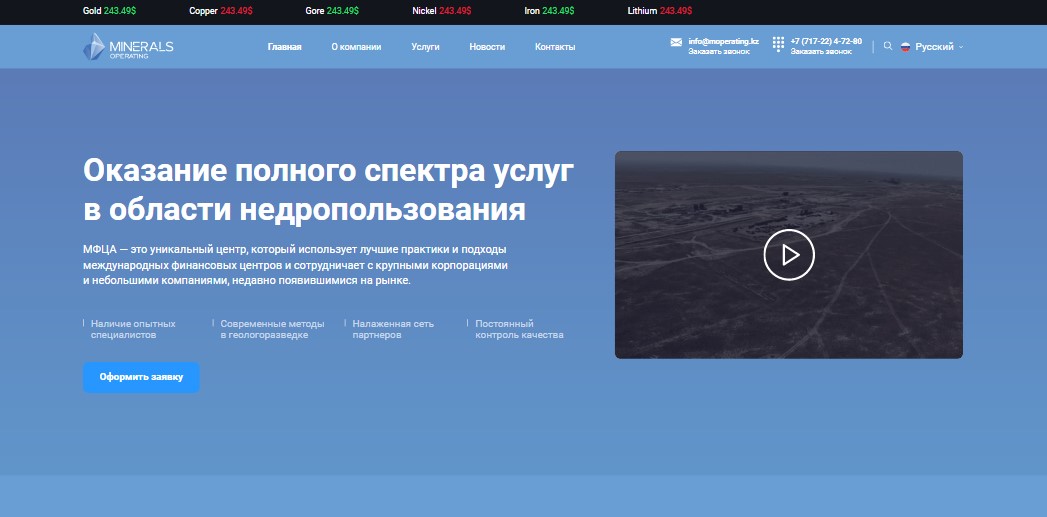 Gold 243.49$ Copper 243.49$ Gore 243.49$ Nickel 243.49$ Iron 243.49$ Lithium 243.49$
MINERALS
OPERATING
Главная О компании Услуги Новости Контакты
info@moperating.kz
Заказать звонок
+7 (717-22) 4-72-80
Заказать звонок
Русский
Оказание полного спектра услуг
в области недропользования
МФЦА — это уникальный центр, который использует лучшие практики и подходы
международных финансовых центров и сотрудничает с крупными корпорациями
и небольшими компаниями, недавно появившимися на рынке.
Наличие опытных
специалистов
Современные методы
в геологоразведке
Налаженная сеть
партнеров
Постоянный
контроль качества
Оформить заявку